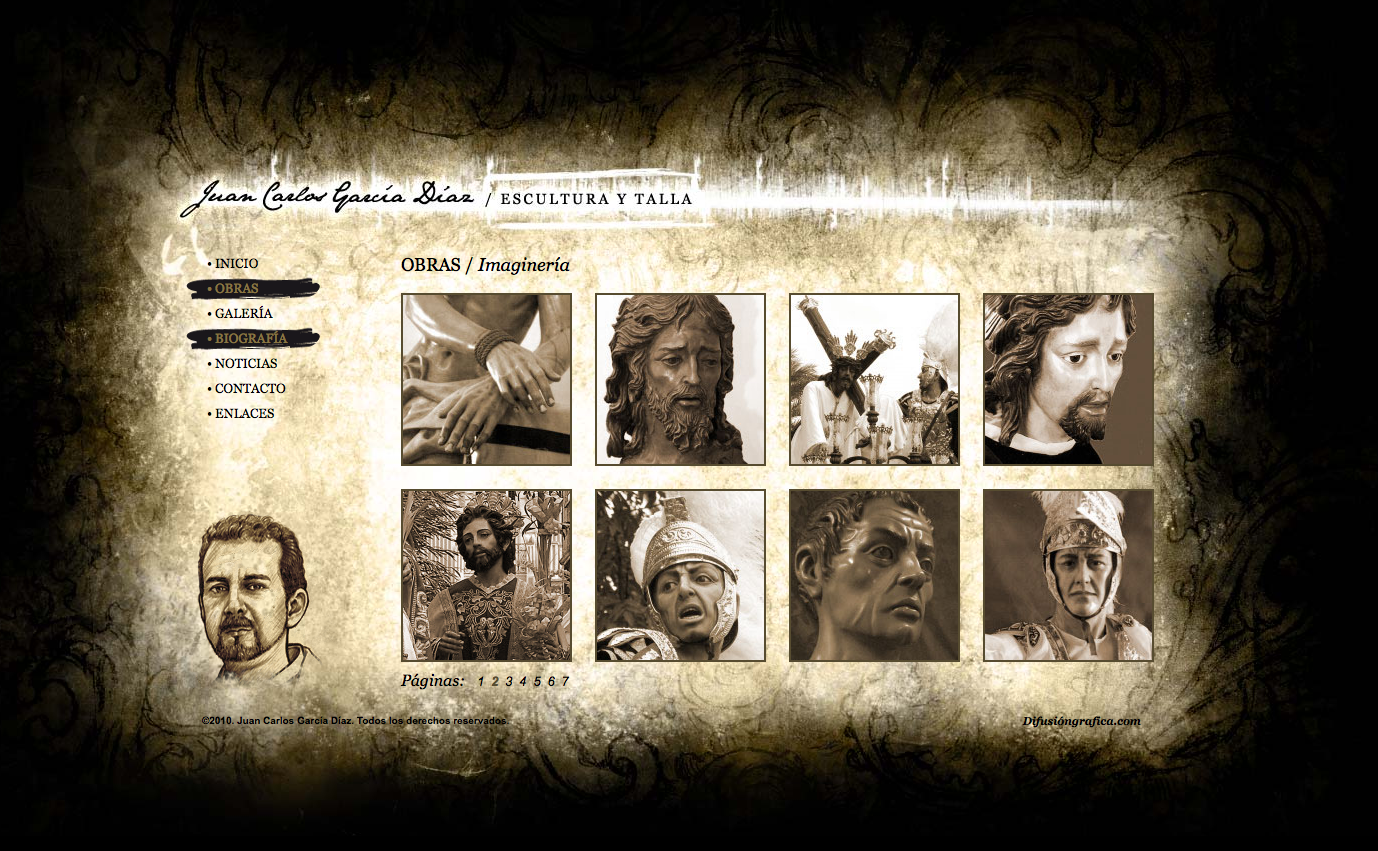 Juan Carlos García Díaz / ESCULTURA Y TALLA
• INICIO
• OBRAS
• GALERÍA
• BIOGRAFÍA
• NOTICIAS
• CONTACTO
• ENLACES
OBRAS / Imaginería
Páginas: 1 2 3 4 5 6 7
©2010. Juan Carlos García Díaz. Todos los derechos reservados.
Difusióngrafica.com